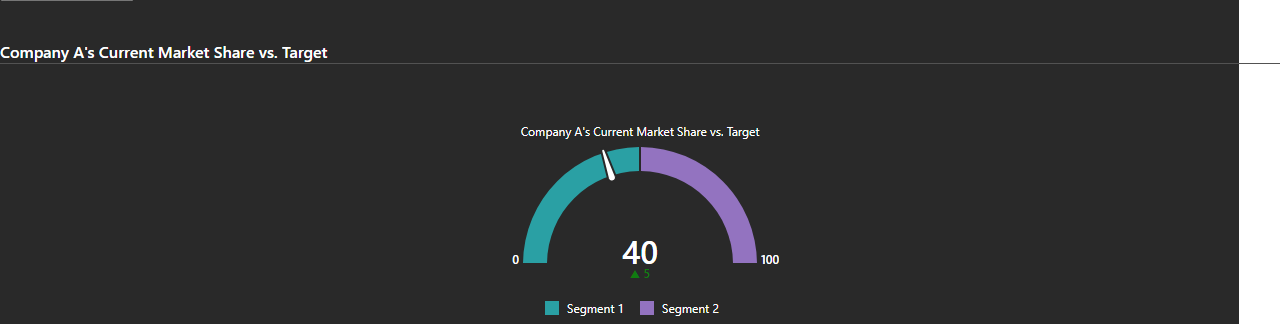 Company A's Current Market Share vs. Target
Company A's Current Market Share vs. Target
0
40
100
▲ 5
Segment 1
Segment 2